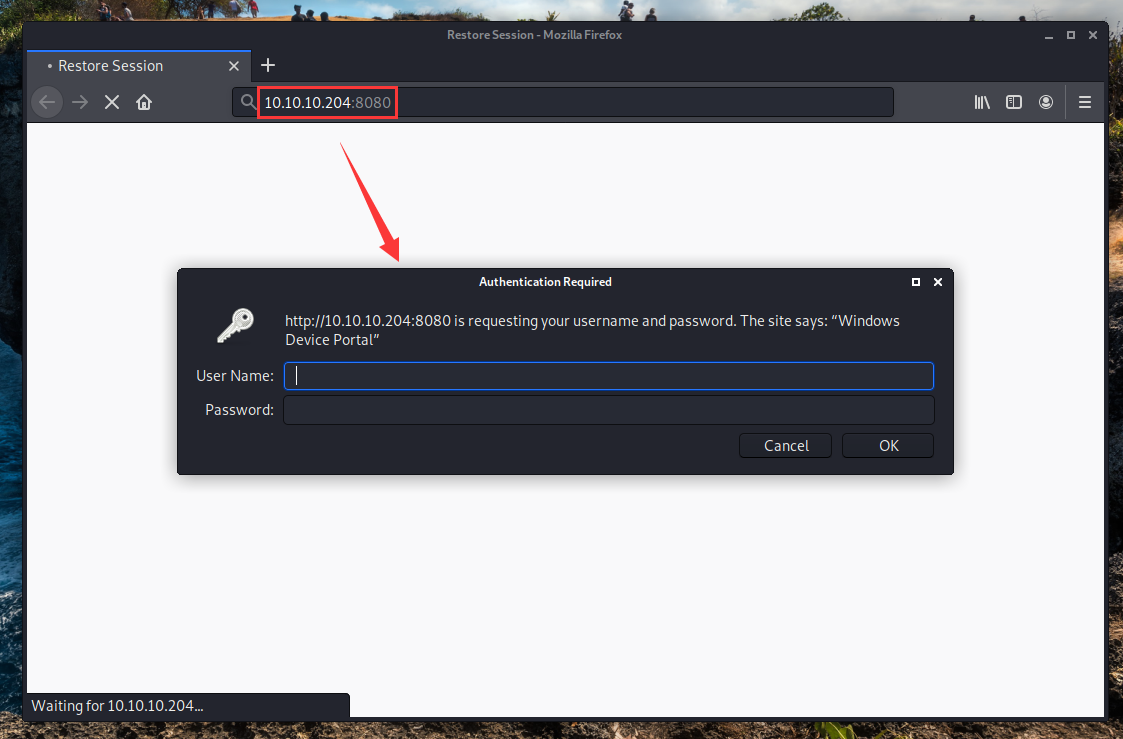 Restore Session - Mozilla Firefox
• Restore Session
10.10.10.204:8080
Authentication Required
http://10.10.10.204:8080 is requesting your username and password. The site says: “Windows
Device Portal”
User Name:
Password:
Cancel
OK
Waiting for 10.10.10.204...